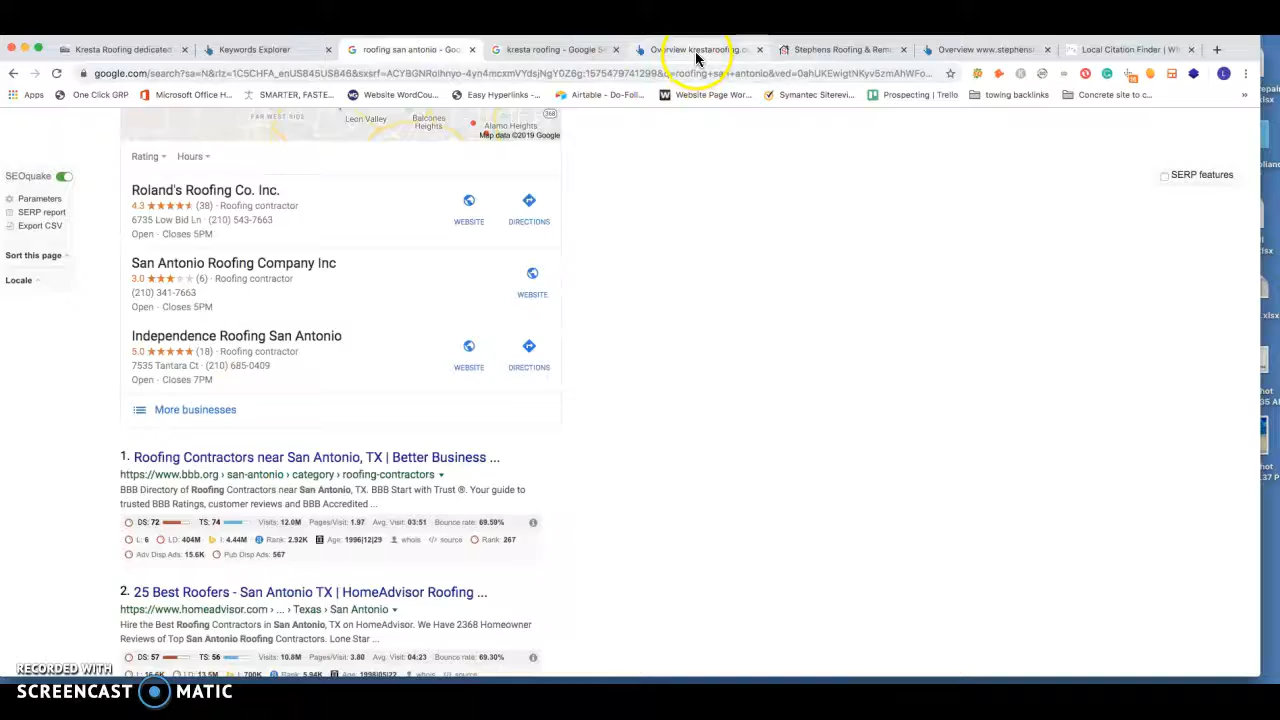 Kresta Roofing dedicated
Keywords Explorer
roofing san antonio - Goo
kresta roofing - Google S
Overview krestaroofing.co
Stephens Roofing & Rem
Overview www.stephens
Local Citation Finder | Wh
Apps
One Click GRP
Microsoft Office H...
SMARTER, FASTE...
Website WordCou...
Easy Hyperlinks -...
Airtable - Do-Foll...
Website Page Wor...
Symantec Siterevi...
Prospecting | Trello
towing backlinks
Concrete site to c...
FAR WEST SIDE
Leon Valley
Balcones
Heights
368
Alamo Heights
Map data ©2019 Google
Rating
Hours
SEOquake
Parameters
SERP report
Export CSV
Sort this page
Locale
SERP features
Roland's Roofing Co. Inc.
4.3 (38) · Roofing contractor
6735 Low Bid Ln · (210) 543-7663
Open · Closes 5PM
WEBSITE
DIRECTIONS
San Antonio Roofing Company Inc
3.0 (6) · Roofing contractor
(210) 341-7663
Open · Closes 5PM
WEBSITE
Independence Roofing San Antonio
5.0 (18) · Roofing contractor
7535 Tantara Ct · (210) 685-0409
Open · Closes 7PM
WEBSITE
DIRECTIONS
More businesses
1. Roofing Contractors near San Antonio, TX | Better Business ...
https://www.bbb.org › san-antonio › category › roofing-contractors
BBB Directory of Roofing Contractors near San Antonio, TX. BBB Start with Trust ®. Your guide to
trusted BBB Ratings, customer reviews and BBB Accredited ...
DS: 72 TS: 74 Visits: 12.0M Pages/Visit: 1.97 Avg. Visit: 03:51 Bounce rate: 69.59%
L: 6 LD: 404M I: 4.44M Rank: 2.92K Age: 1996|12|29 whois source Rank: 267
Adv Disp Ads: 15.6K Pub Disp Ads: 567
2. 25 Best Roofers - San Antonio TX | HomeAdvisor Roofing ...
https://www.homeadvisor.com › ... › Texas › San Antonio
Hire the Best Roofing Contractors in San Antonio, TX on HomeAdvisor. We Have 2368 Homeowner
Reviews of Top San Antonio Roofing Contractors. Lone Star ...
DS: 57 TS: 56 Visits: 10.8M Pages/Visit: 3.80 Avg. Visit: 04:23 Bounce rate: 69.30%
RECORDED WITH
SCREENCAST MATIC